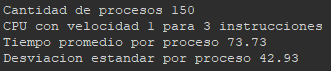 Cantidad de procesos 150
CPU con velocidad 1 para 3 instrucciones
Tiempo promedio por proceso 73.73
Desviacion estandar por proceso 42.93